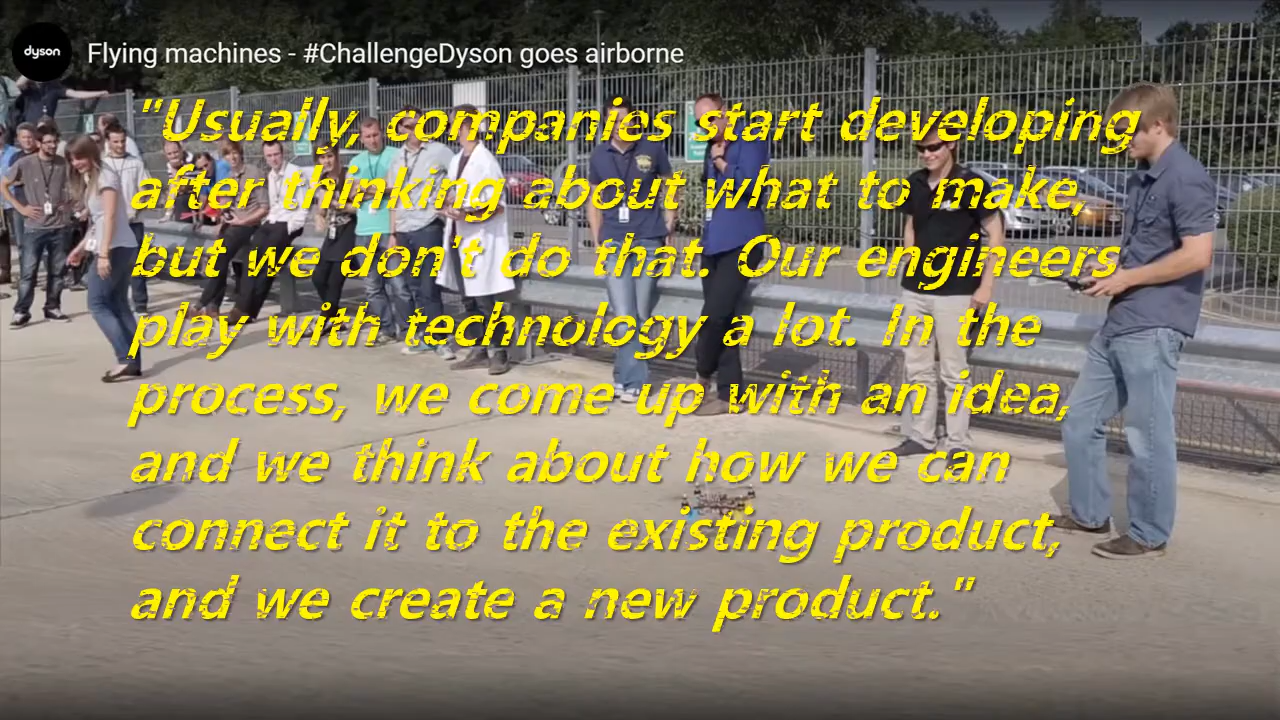 dyson
Flying machines - #ChallengeDyson goes airborne
"Usually, companies start developing
after thinking about what to make,
but we don't do that. Our engineers
play with technology a lot. In the
process, we come up with an idea,
and we think about how we can
connect it to the existing product,
and we create a new product."